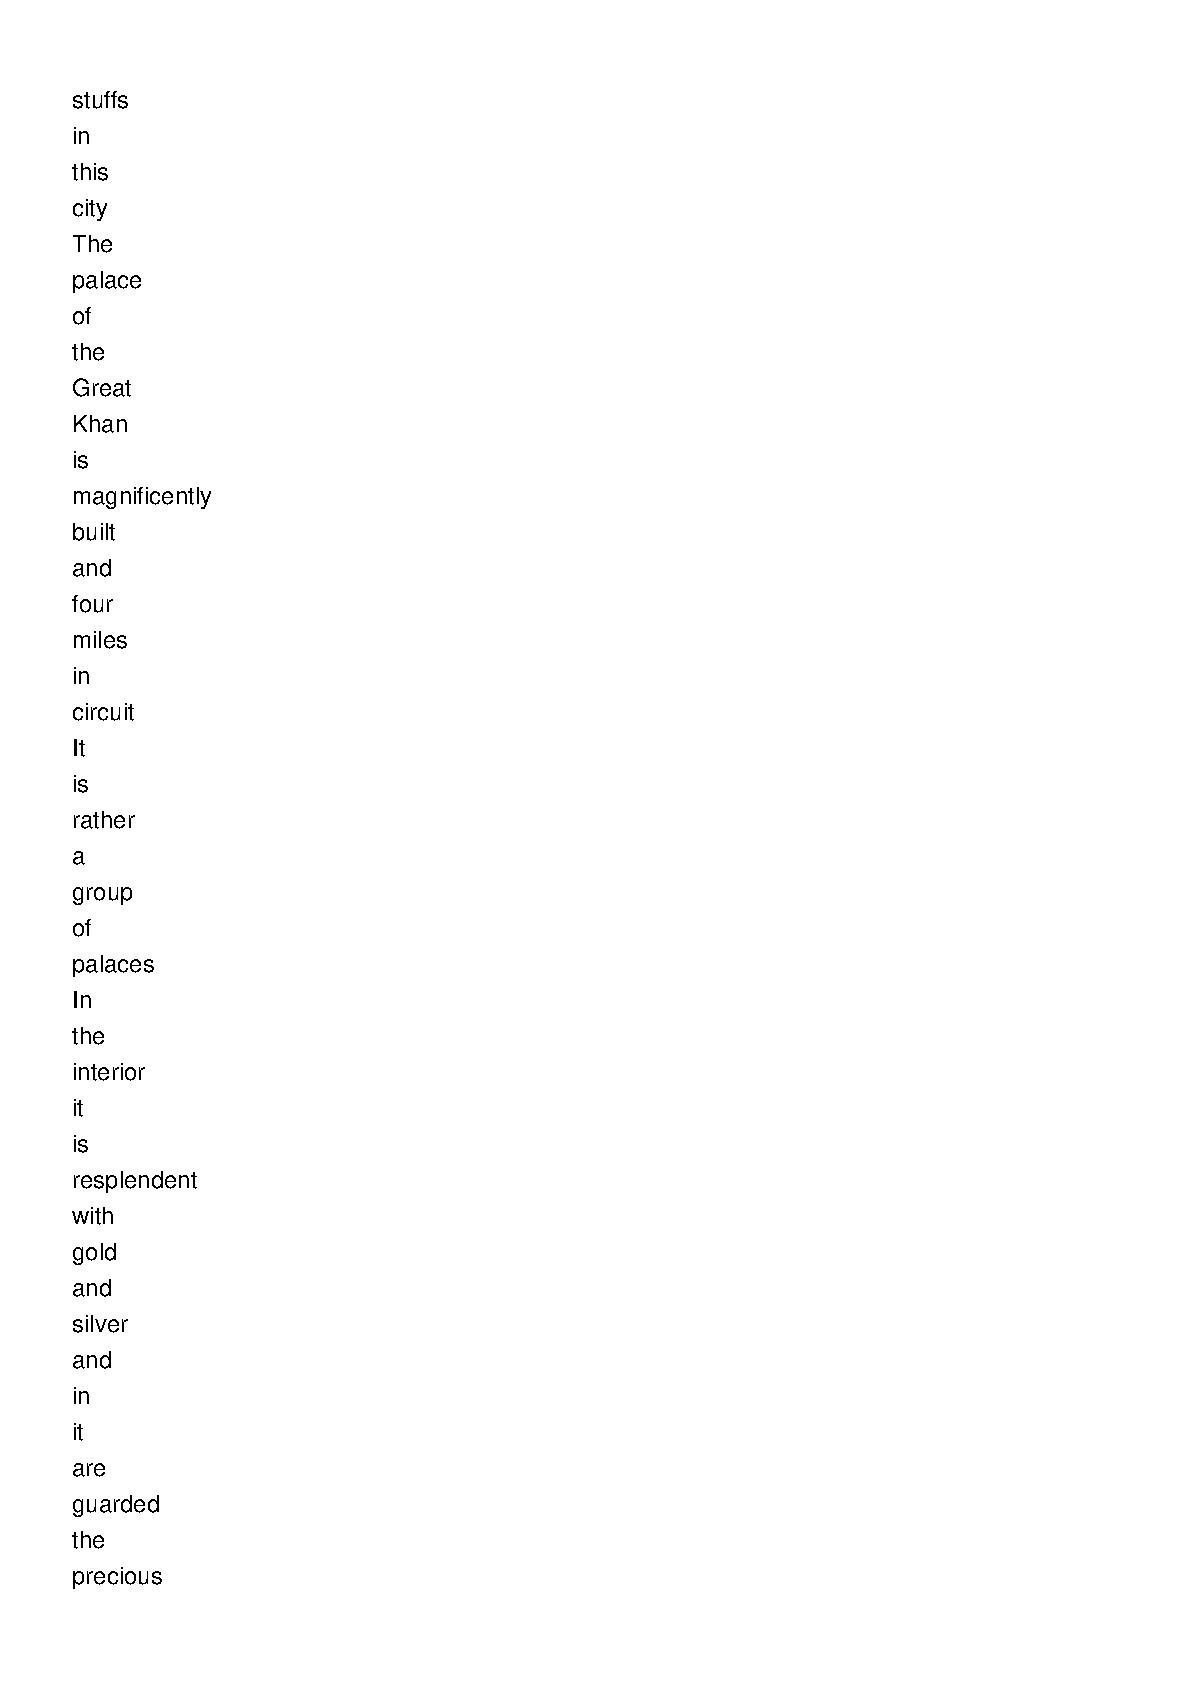 stuffs
in
this
city
The
palace
of
the
Great
Khan
is
magnificently
built
and
four
miles
in
circuit
It
is
rather
a
group
of
palaces
In
the
interior
it
is
resplendent
with
gold
and
silver
and
in
it
are
guarded
the
precious